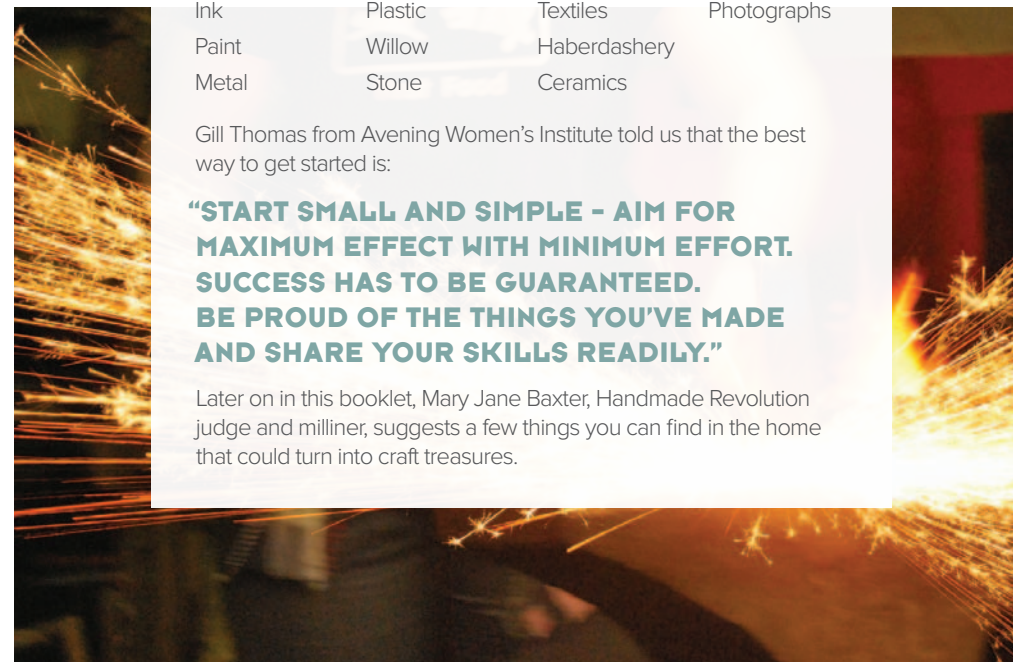 Ink Plastic Textiles Photographs
Paint Willow Haberdashery
Metal Stone Ceramics
Gill Thomas from Avening Women’s Institute told us that the best
way to get started is:
“START SMALL AND SIMPLE – AIM FOR
MAXIMUM EFFECT WITH MINIMUM EFFORT.
SUCCESS HAS TO BE GUARANTEED.
BE PROUD OF THE THINGS YOU’VE MADE
AND SHARE YOUR SKILLS READILY.”
Later on in this booklet, Mary Jane Baxter, Handmade Revolution
judge and milliner, suggests a few things you can find in the home
that could turn into craft treasures.